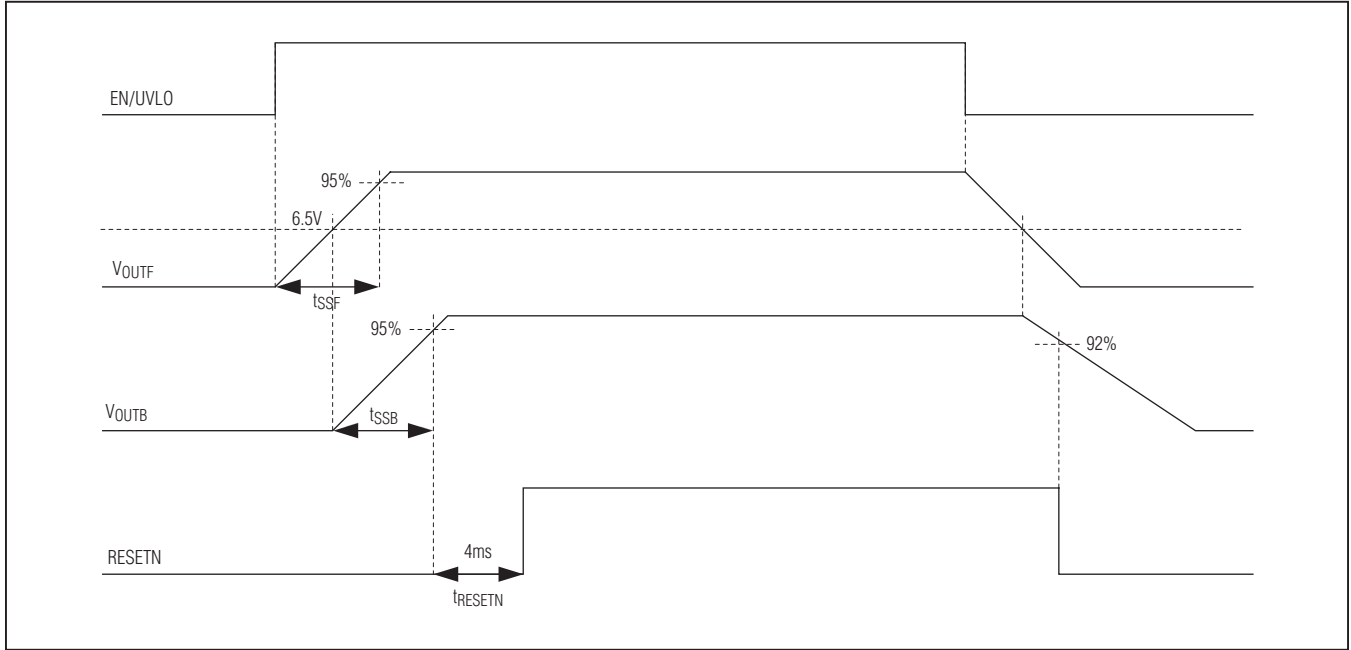 EN/UVLO
95%
6.5V
VOUTF
tSSF
95%
92%
VOUTB
tSSB
RESETN
4ms
tRESETN